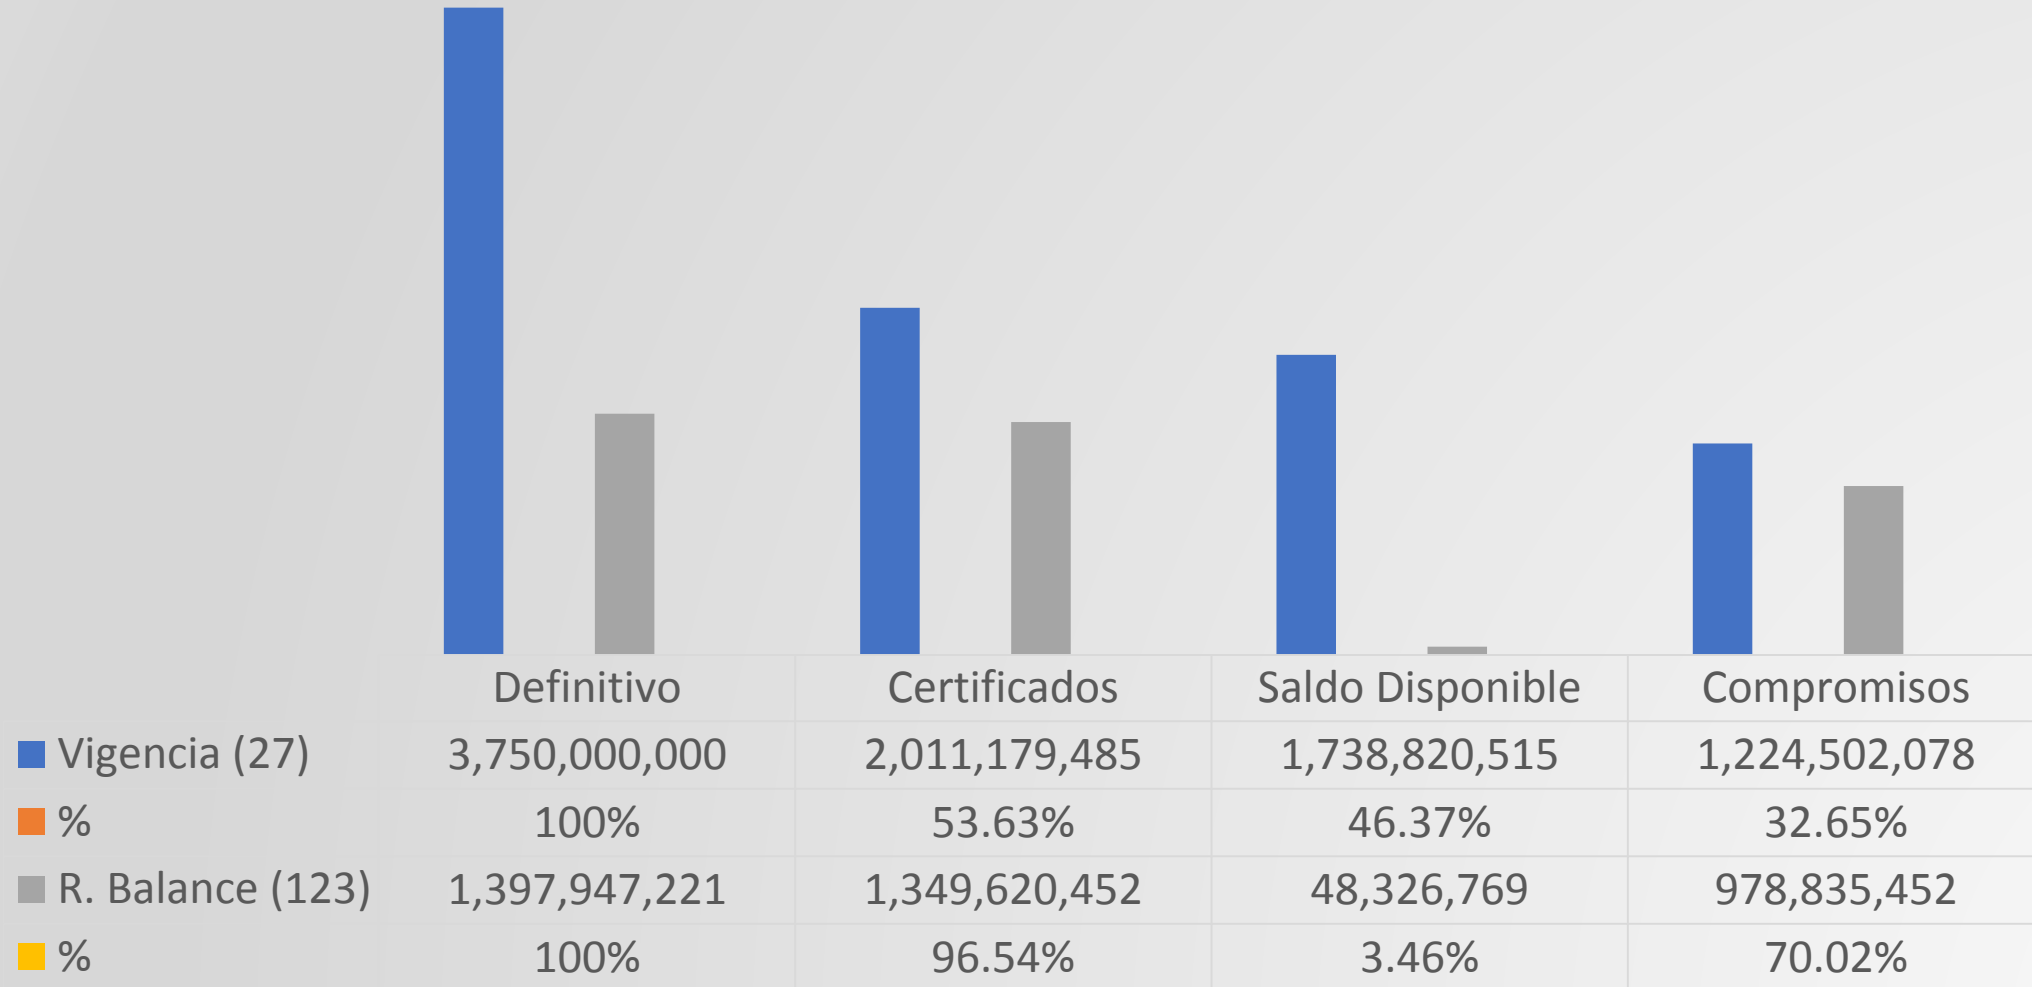 Definitivo Certificados Saldo Disponible Compromisos
Vigencia (27) 3,750,000,000 2,011,179,485 1,738,820,515 1,224,502,078
% 100% 53.63% 46.37% 32.65%
R. Balance (123) 1,397,947,221 1,349,620,452 48,326,769 978,835,452
% 100% 96.54% 3.46% 70.02%